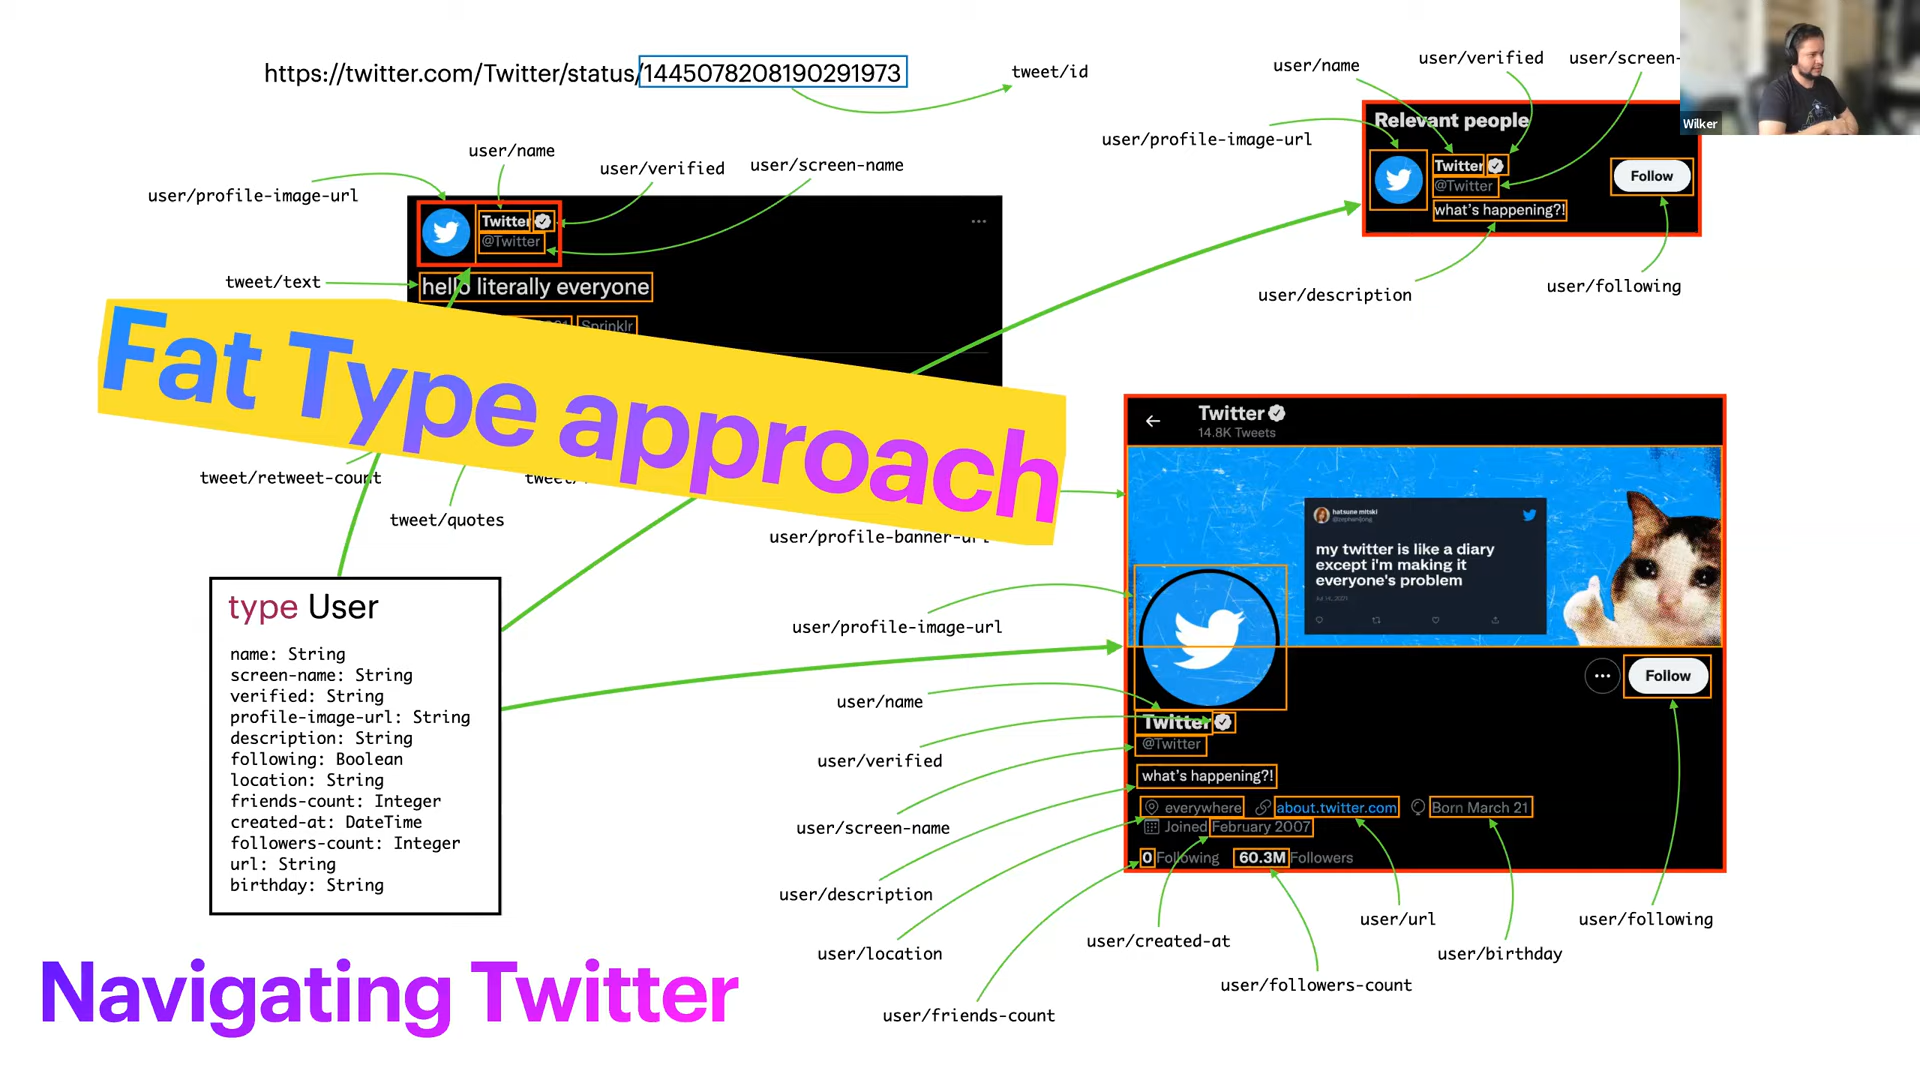 https://twitter.com/Twitter/status/1445078208190291973
tweet/id
user/name
user/verified
user/screen-name
user/profile-image-url
Twitter
@Twitter
tweet/text
hello literally everyone
Sprinklr
Fat Type approach
tweet/retweet-count
tweet/quotes
user/profile-banner-url
type User
name: String
screen-name: String
verified: String
profile-image-url: String
description: String
following: Boolean
location: String
friends-count: Integer
created-at: DateTime
followers-count: Integer
url: String
birthday: String
Navigating Twitter
user/name
user/verified
user/screen-
user/profile-image-url
Relevant people
Twitter
@Twitter
what's happening?!
Follow
user/description
user/following
Wilker
Twitter
14.8K Tweets
hatsune mitski
my twitter is like a diary
except i'm making it
everyone's problem
Follow
Twitter
@Twitter
what's happening?!
everywhere
about.twitter.com
Born March 21
Joined February 2007
0 Following
60.3M Followers
user/profile-image-url
user/name
user/verified
user/screen-name
user/description
user/location
user/friends-count
user/created-at
user/followers-count
user/url
user/birthday
user/following